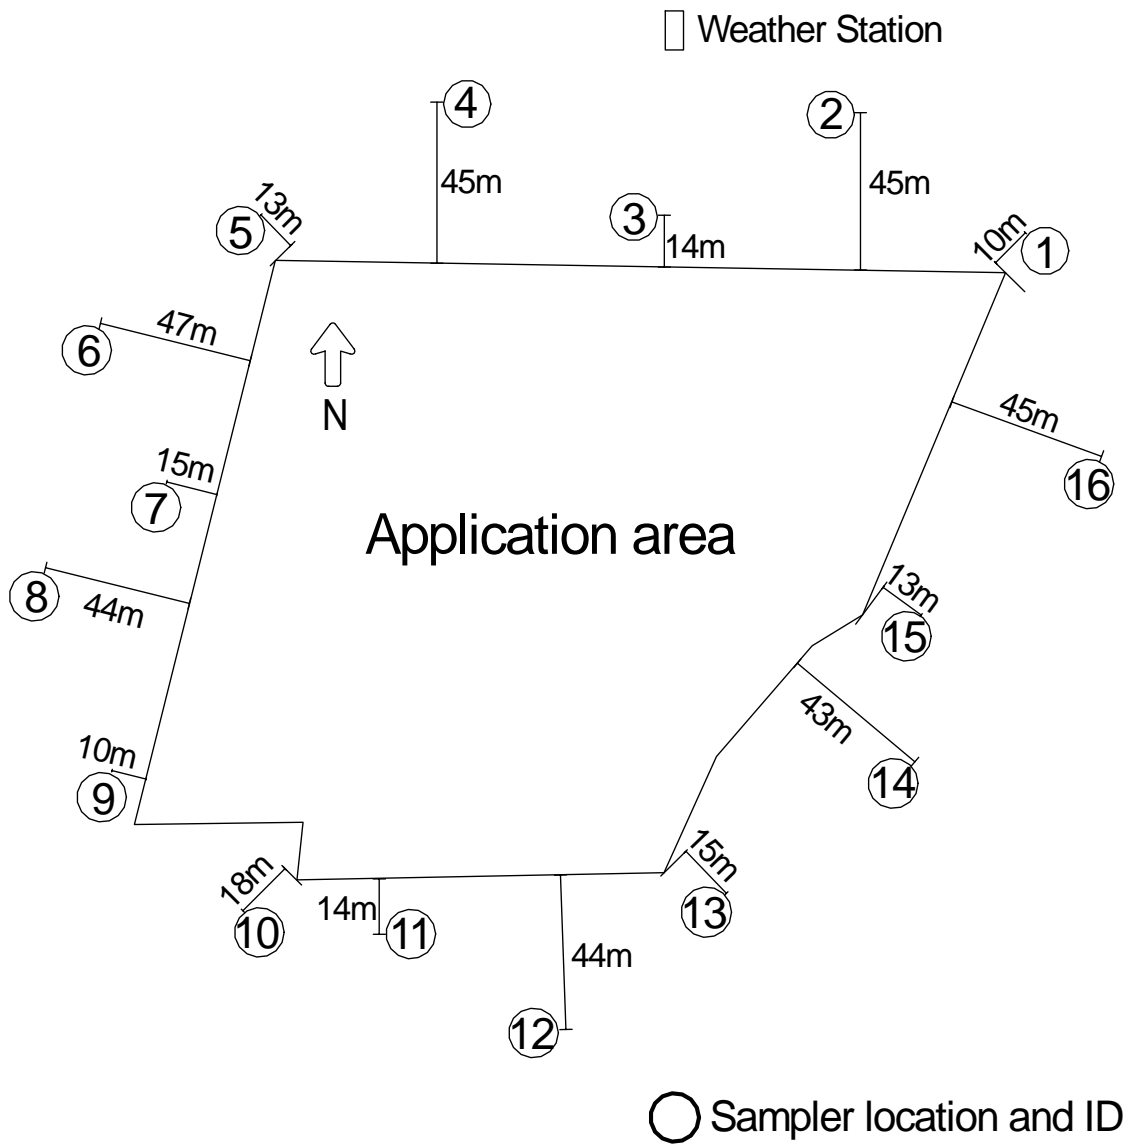 Weather Station
4
2
45m
45m
13m
5
3
14m
10m
1
47m
6
N
45m
16
15m
7
Application area
8
44m
13m
15
43m
14
10m
9
18m
10
14m
11
15m
13
44m
12
Sampler location and ID